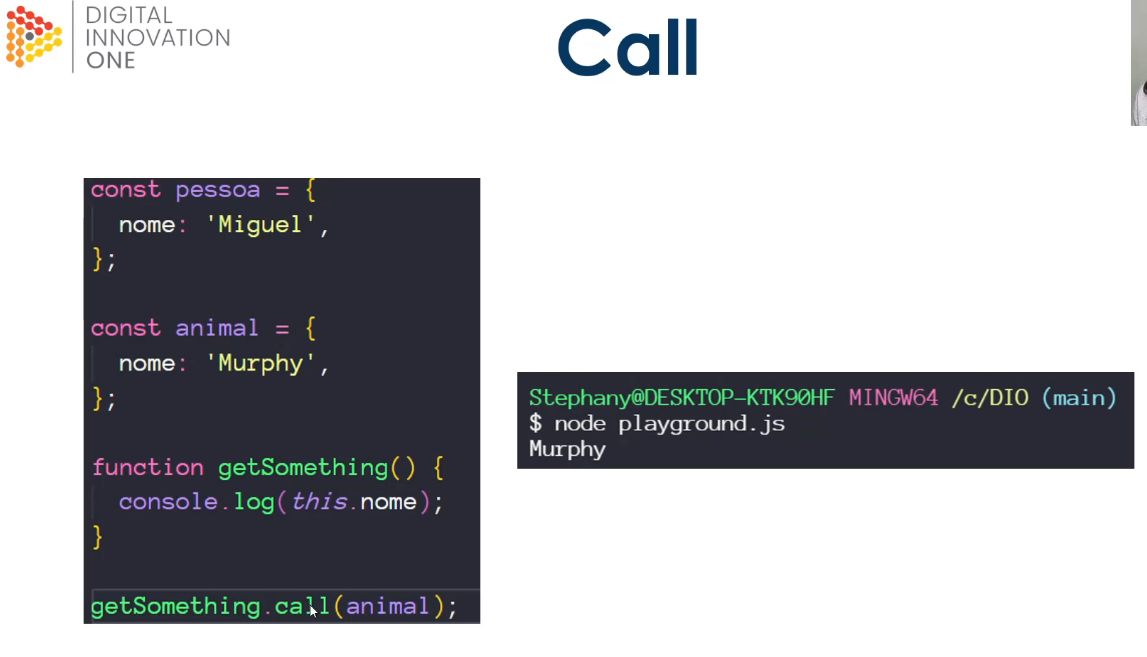 DIGITAL
INNOVATION
ONE
Call
const pessoa = {
nome: 'Miguel',
};
const animal = {
nome: 'Murphy',
};
function getSomething() {
console.log(this.nome);
}
getSomething.call(animal);
Stephany@DESKTOP-KTK90HF MINGW64 /c/DIO (main)
$ node playground.js
Murphy